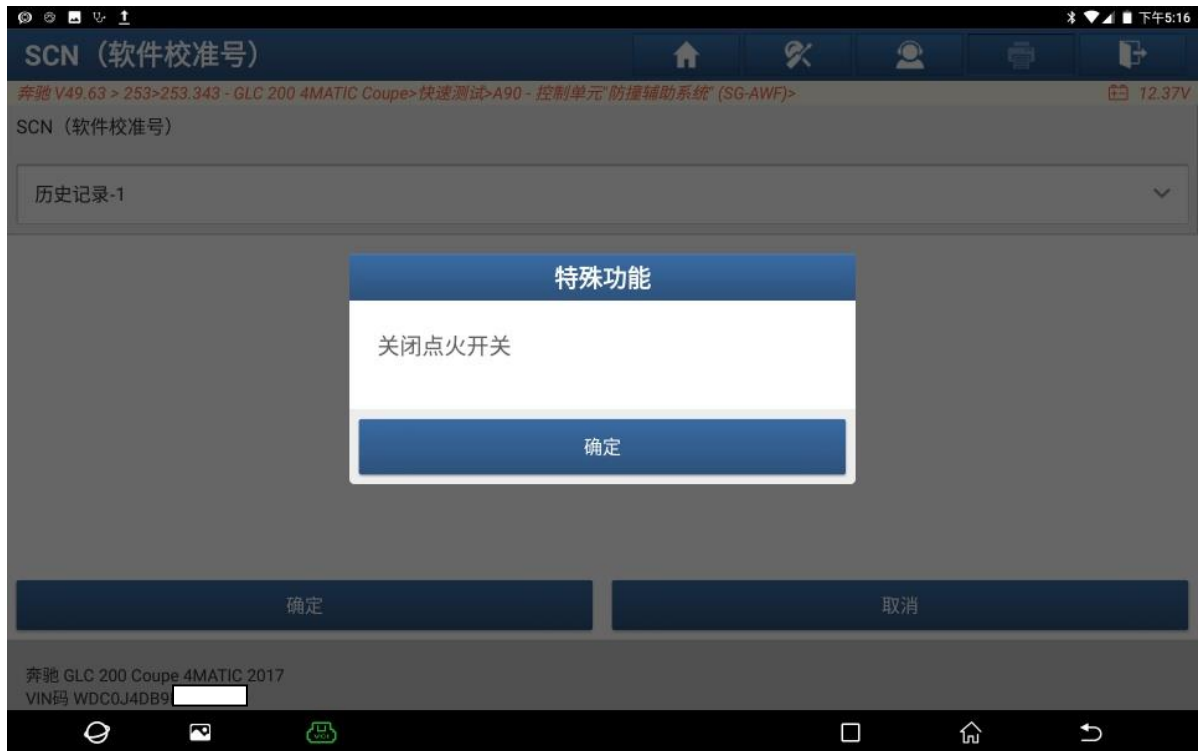 下午5:16
SCN（软件校准号）
奔驰 V49.63 > 253>253.343 - GLC 200 4MATIC Coupe>快速测试>A90 - 控制单元"防撞辅助系统" (SG-AWF)>
12.37V
SCN（软件校准号）
历史记录-1
特殊功能
关闭点火开关
确定
确定
取消
奔驰 GLC 200 Coupe 4MATIC 2017
VIN码 WDC0J4DB9
VCI